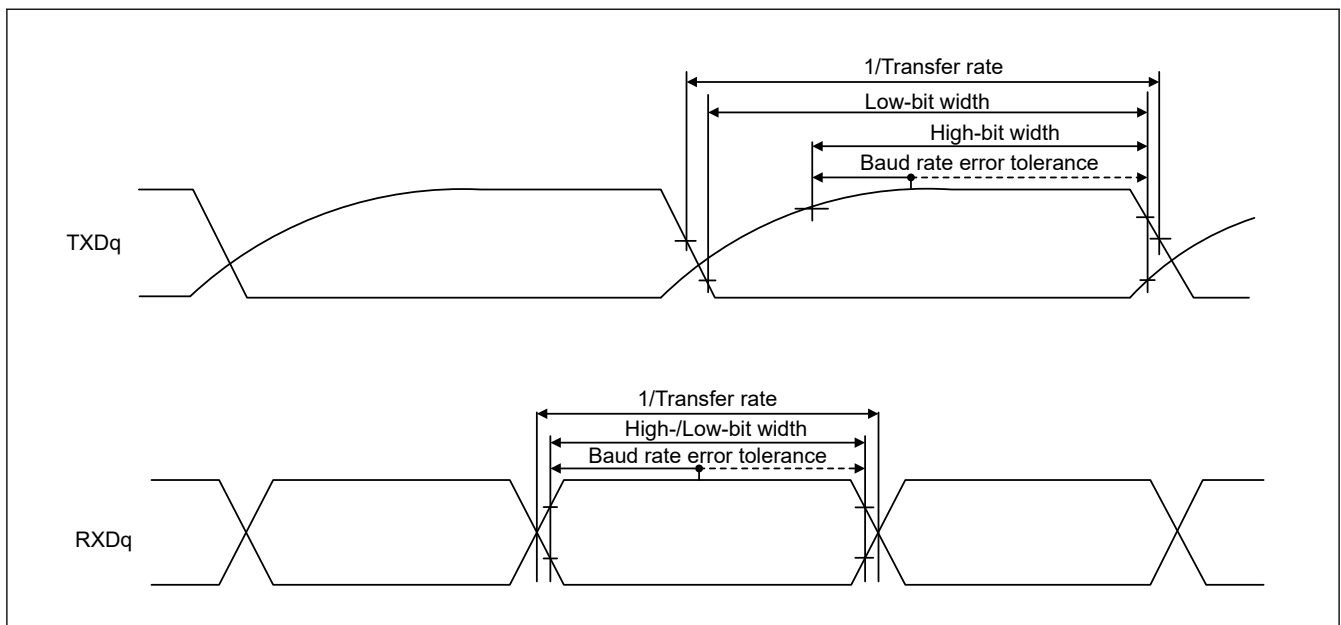 1/Transfer rate
Low-bit width
High-bit width
Baud rate error tolerance
TXDq
1/Transfer rate
High-/Low-bit width
Baud rate error tolerance
RXDq